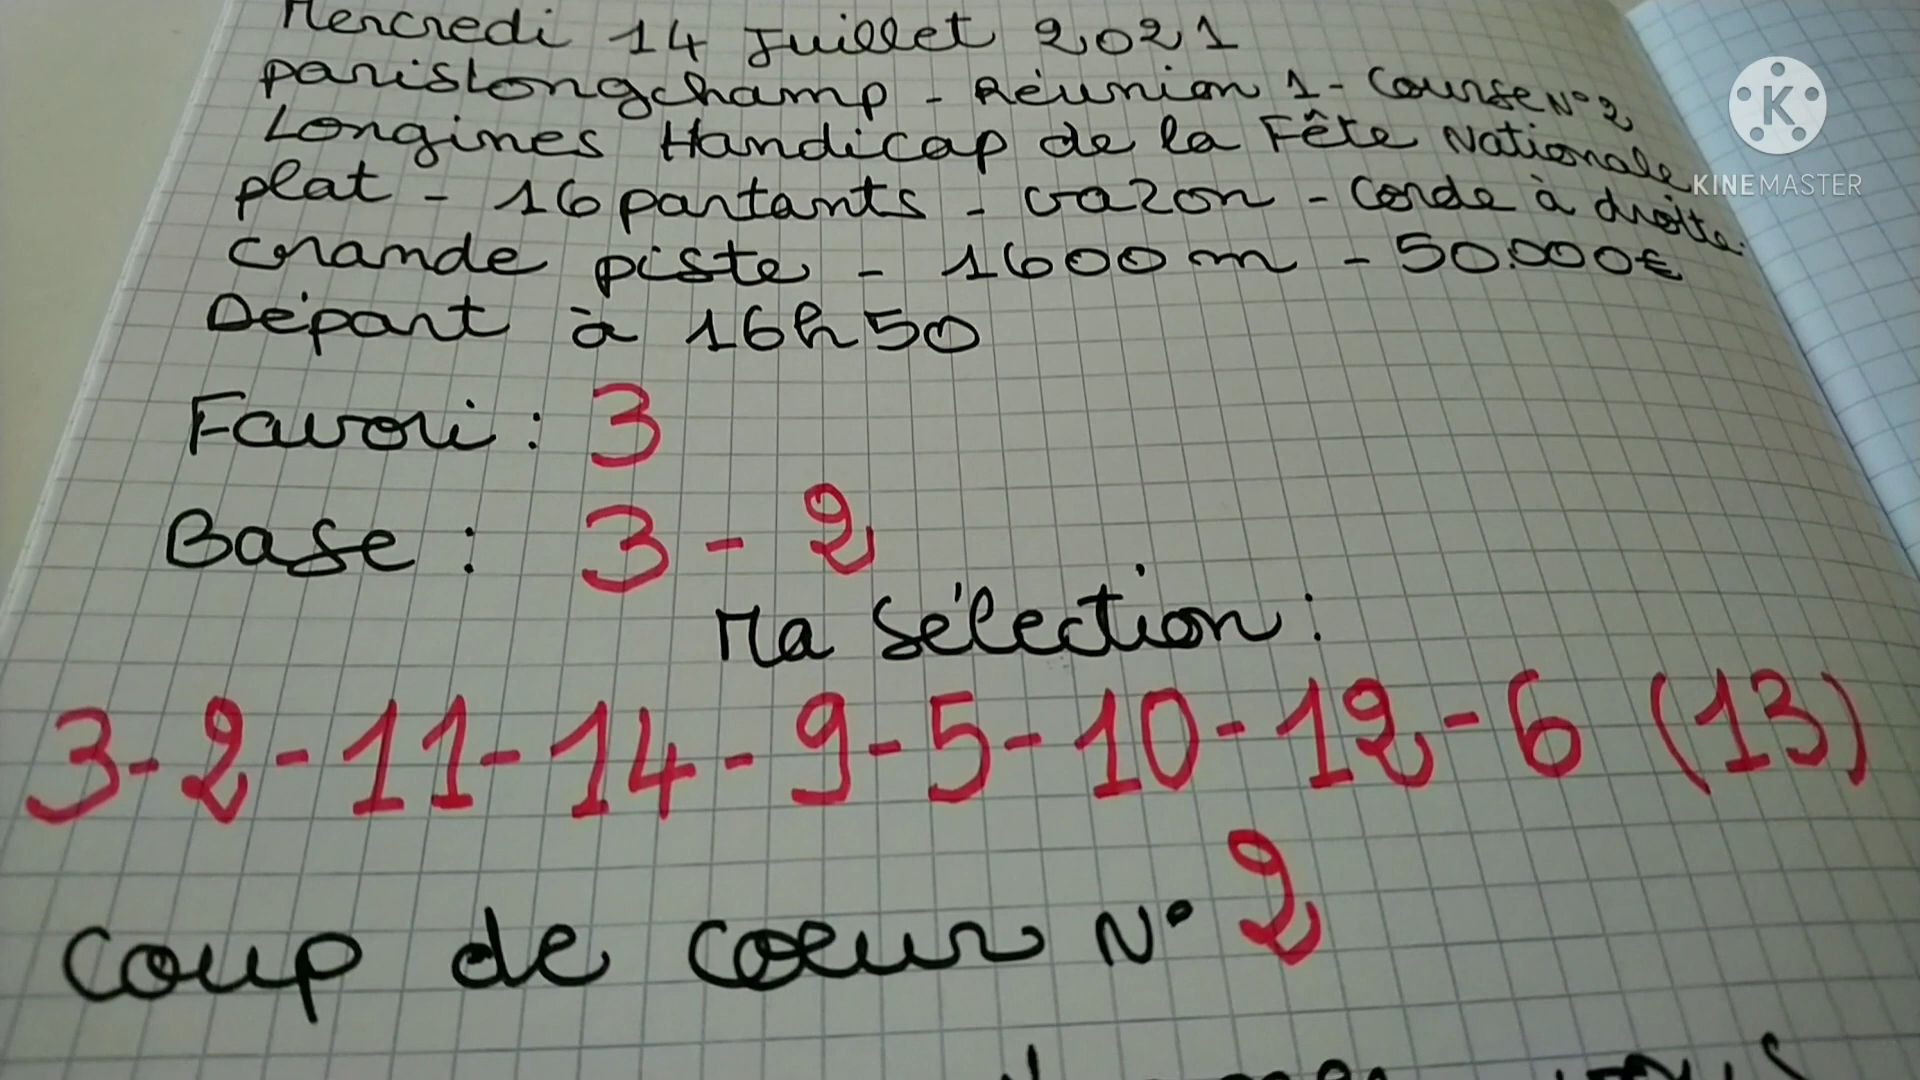 Mercredi 14 Juillet 2021
parisLongchamp - Réunion 1 - Course N° 2
Longines Handicap de la Fête Nationale
plat - 16 partants - Gazon - Corde à droite
Grande piste - 1600 m - 50.000€
Départ à 16h50
Favori : 3
Base : 3 - 2
Ma Sélection :
3-2-11-14-9-5-10-12-6 (13)
Coup de cœur N° 2
K
KINEMASTER